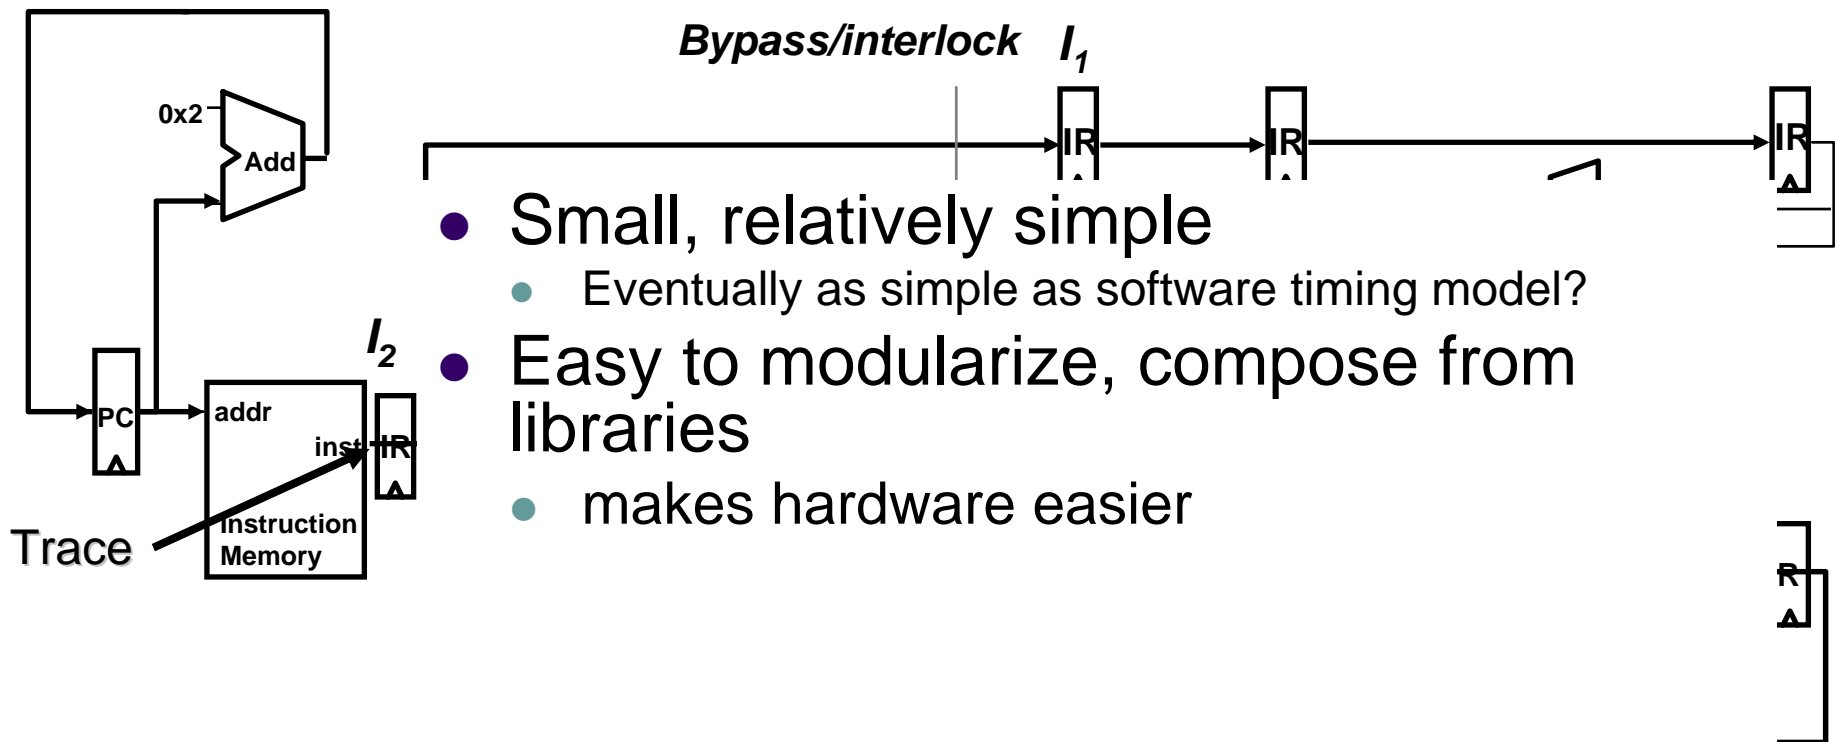 Bypass/interlock I₁
0x2
Add
IR
IR
IR
● Small, relatively simple
● Eventually as simple as software timing model?
I₂
● Easy to modularize, compose from
libraries
PC
addr
inst
IR
● makes hardware easier
Trace
Instruction
Memory
R